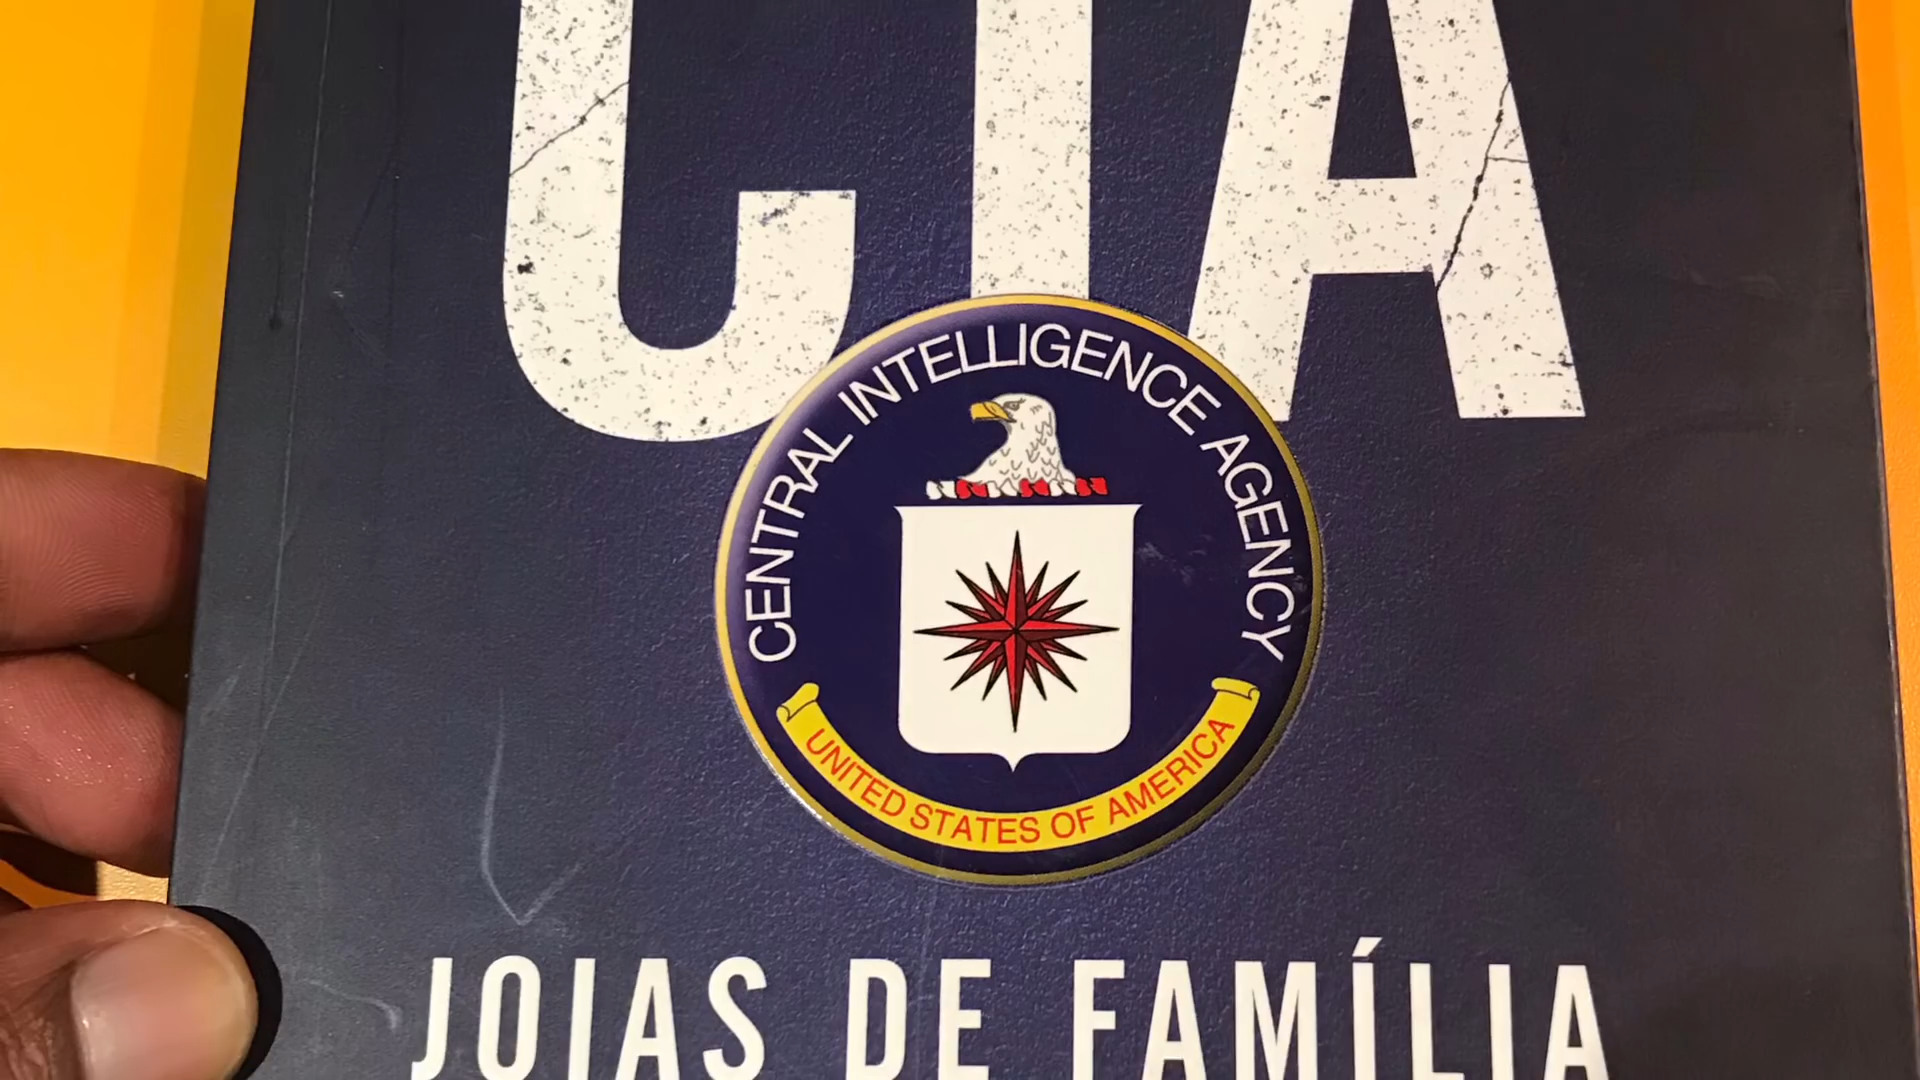 CIA
CENTRAL INTELLIGENCE AGENCY
UNITED STATES OF AMERICA
JOIAS DE FAMÍLIA